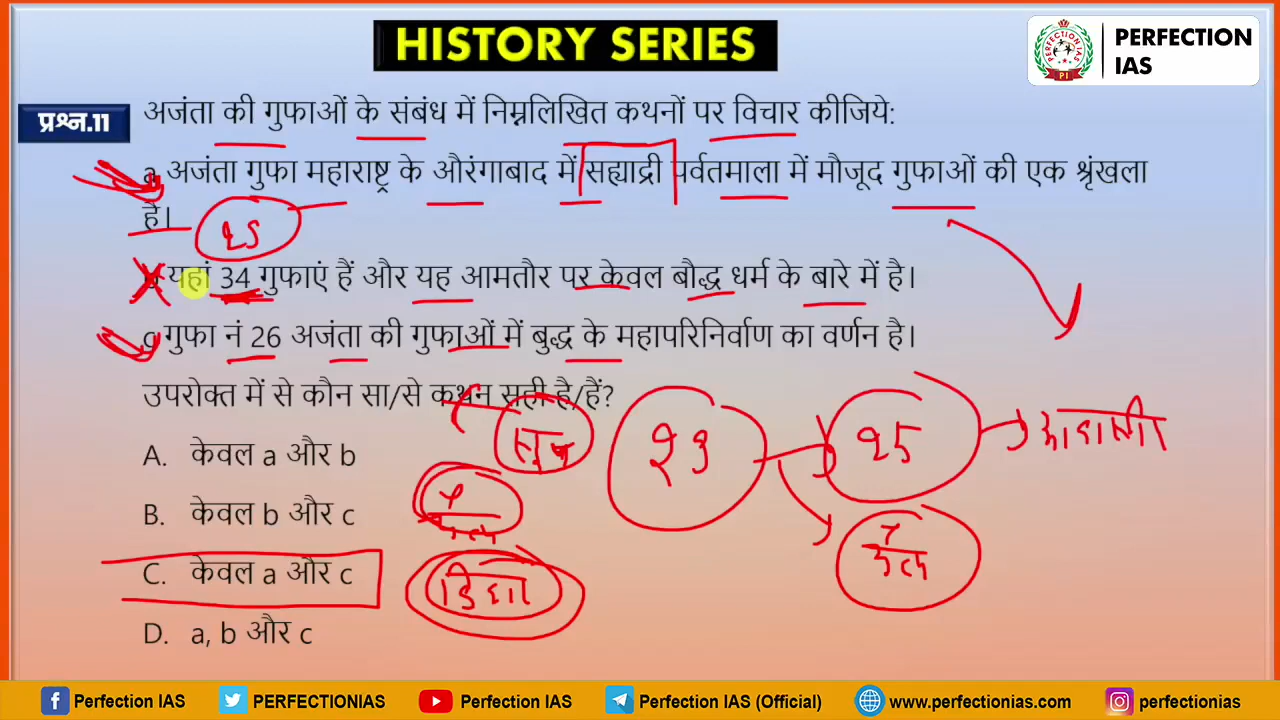 HISTORY SERIES
PERFECTION IAS
PERFECTION
IAS
प्रश्न.11
अजंता की गुफाओं के संबंध में निम्नलिखित कथनों पर विचार कीजिये:
a अजंता गुफा महाराष्ट्र के औरंगाबाद में सह्याद्री पर्वतमाला में मौजूद गुफाओं की एक श्रृंखला
है।
यहां 34 गुफाएं हैं और यह आमतौर पर केवल बौद्ध धर्म के बारे में है।
c गुफा नं 26 अजंता की गुफाओं में बुद्ध के महापरिनिर्वाण का वर्णन है।
उपरोक्त में से कौन सा/से कथन सही है/हैं?
A. केवल a और b
B. केवल b और c
C. केवल a और c
D. a, b और c
Perfection IAS
PERFECTIONIAS
Perfection IAS
Perfection IAS (Official)
www.perfectionias.com
perfectionias